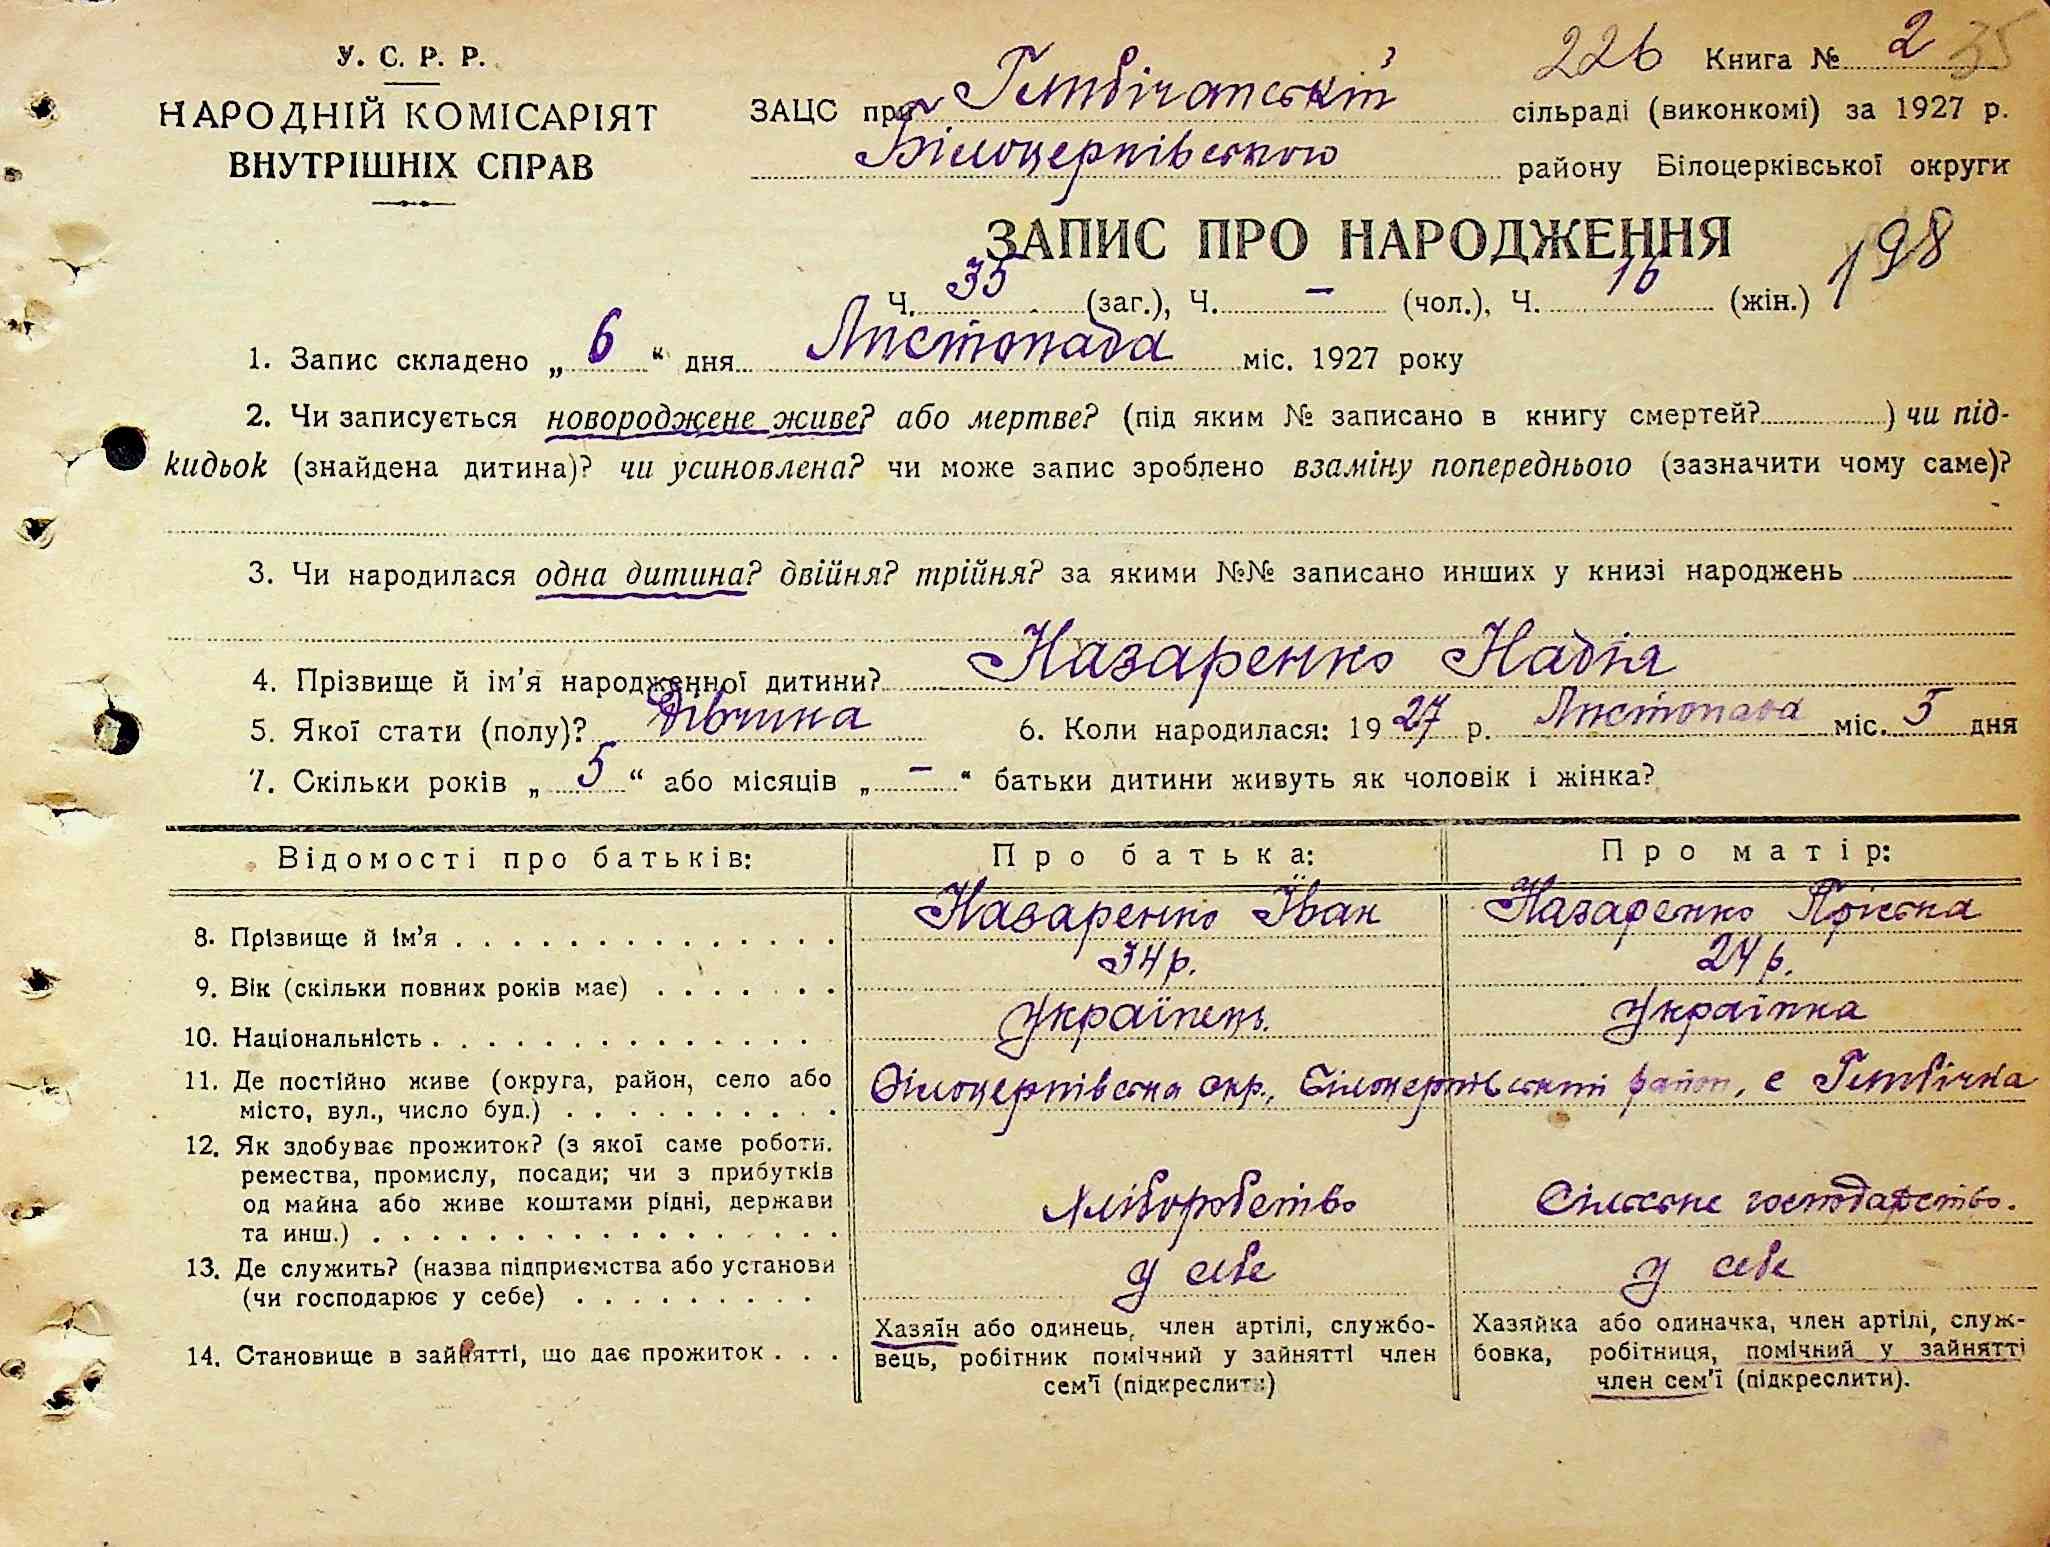 У. С. Р. Р.
НАРОДНІЙ КОМІСАРІЯТ
ВНУТРІШНІХ СПРАВ
226 Книга № 2 35
ЗАЦС при сільраді (виконкомі) за 1927 р.
Білоцерківського району Білоцерківської округи
ЗАПИС ПРО НАРОДЖЕННЯ
198
Ч. 35 (заг.), Ч. – (чол.), Ч. 16 (жін.)
1. Запис складено „ 6 “ дня Листопада міс. 1927 року
2. Чи записується новороджене живе? або мертве? (під яким № записано в книгу смертей? ) чи під-
кидьок (знайдена дитина)? чи усиновлена? чи може запис зроблено взаміну попереднього (зазначити чому саме)?
3. Чи народилася одна дитина? двійня? трійня? за якими №№ записано инших у книзі народжень
4. Прізвище й ім'я народженної дитини? Назаренко Надія
5. Якої стати (полу)? Дівчина 6. Коли народилася: 1927 р. Листопада міс. 5 дня
7. Скільки років „ 5 “ або місяців „ – “ батьки дитини живуть як чоловік і жінка?
Відомості про батьків: Про батька: Про матір:
8. Прізвище й ім'я Назаренко Іван Назаренко
9. Вік (скільки повних років має) 34 р. 24 р.
10. Національність Українець. Українка
11. Де постійно живе (округа, район, село або
місто, вул., число буд.) Білоцерківська окр., Білоцерківський район, с
12. Як здобуває прожиток? (з якої саме роботи,
ремества, промислу, посади; чи з прибутків
од майна або живе коштами рідні, держави
та инш.) Хліборобство Сільське господарство.
13. Де служить? (назва підприємства або установи
(чи господарює у себе) у себе у себе
14. Становище в зайнятті, що дає прожиток
Хазяїн або одинець, член артілі, службо-
вець, робітник помічний у зайнятті член
сем'ї (підкреслити)
Хазяйка або одиначка, член артілі, служ-
бовка, робітниця, помічний у зайнятті
член сем'ї (підкреслити).